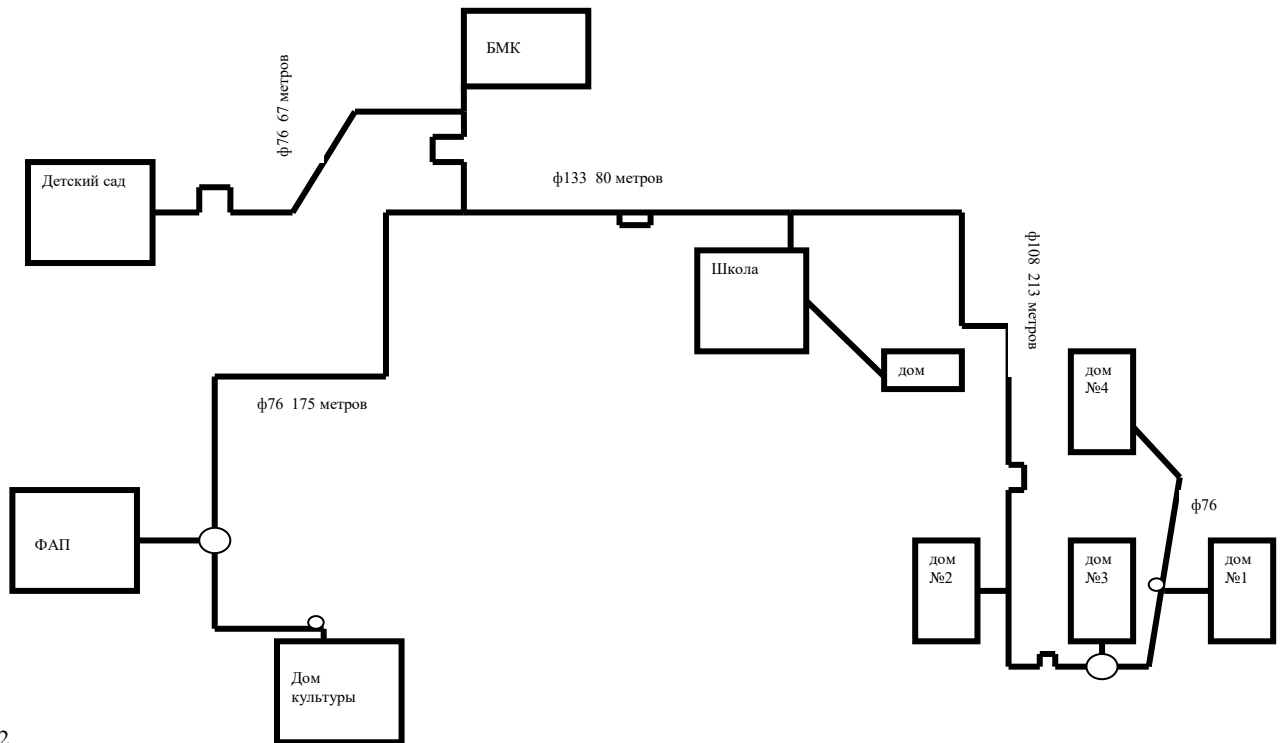 БМК
ф76 67 метров
Детский сад
ф133 80 метров
Школа
ф108 213 метров
дом
дом
№4
ф76 175 метров
ФАП
ф76
дом
№2
дом
№3
дом
№1
Дом
культуры
2